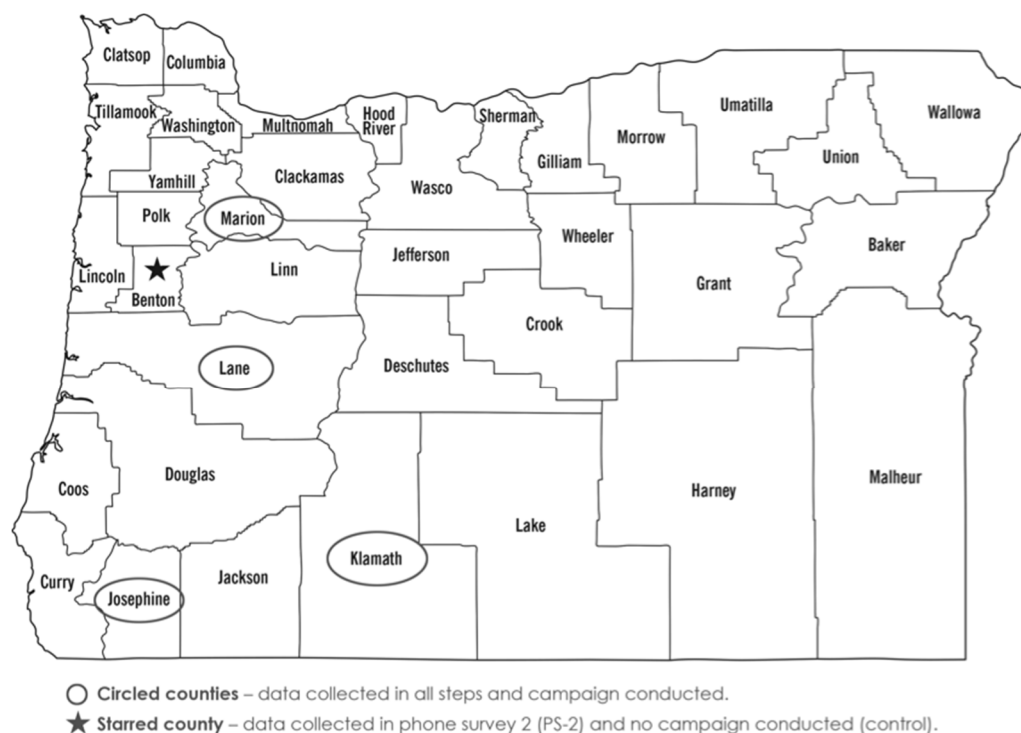 Clatsop
Columbia
Tillamook
Washington
Multnomah
Hood
River
Sherman
Gilliam
Morrow
Umatilla
Union
Wallowa
Yamhill
Clackamas
Wasco
Polk
Marion
Wheeler
Baker
Lincoln
Benton
Linn
Jefferson
Grant
Crook
Lane
Deschutes
Coos
Douglas
Lake
Harney
Malheur
Curry
Josephine
Jackson
Klamath
Circled counties – data collected in all steps and campaign conducted.
Starred county – data collected in phone survey 2 (PS-2) and no campaign conducted (control).